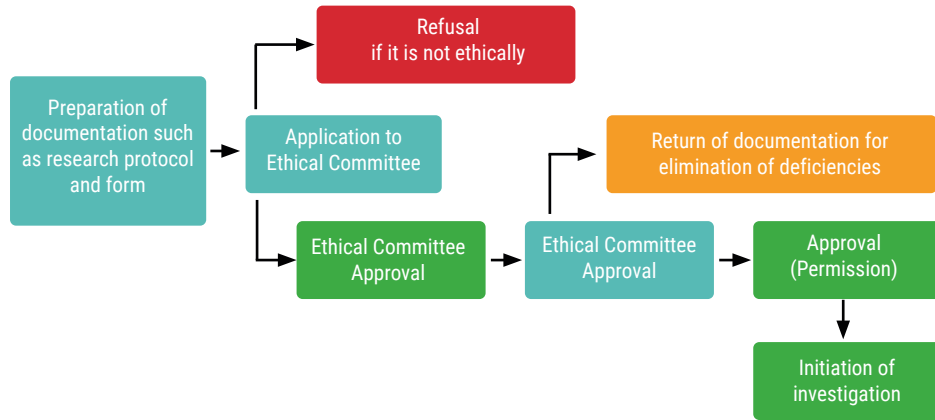 Refusal
if it is not ethically
Preparation of
documentation such
as research protocol
and form
Application to
Ethical Committee
Return of documentation for
elimination of deficiencies
Ethical Committee
Approval
Ethical Committee
Approval
Approval
(Permission)
Initiation of
investigation